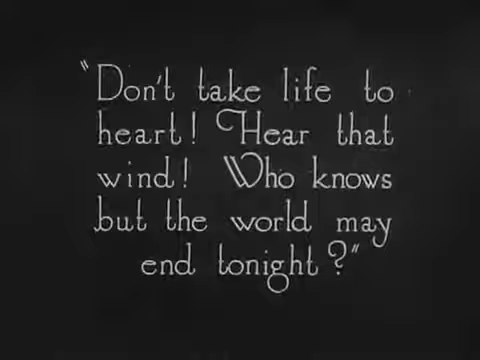 "Don't take life to
heart! Hear that
wind! Who knows
but the world may
end tonight?"